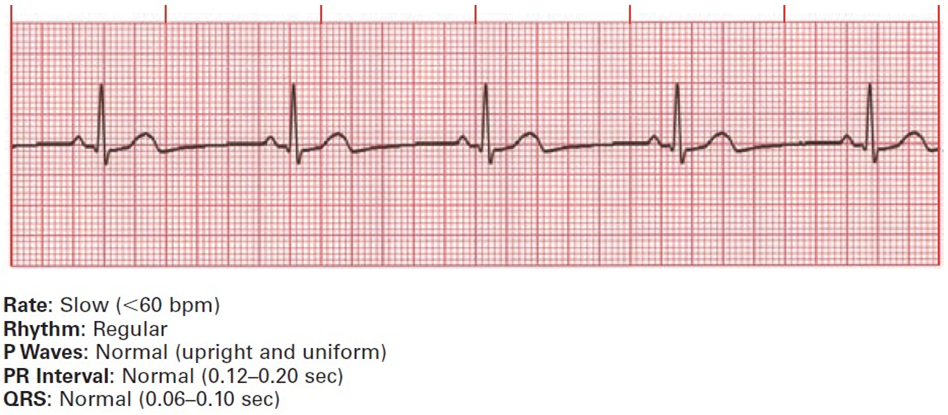 Rate: Slow (<60 bpm)
Rhythm: Regular
P Waves: Normal (upright and uniform)
PR Interval: Normal (0.12–0.20 sec)
QRS: Normal (0.06–0.10 sec)